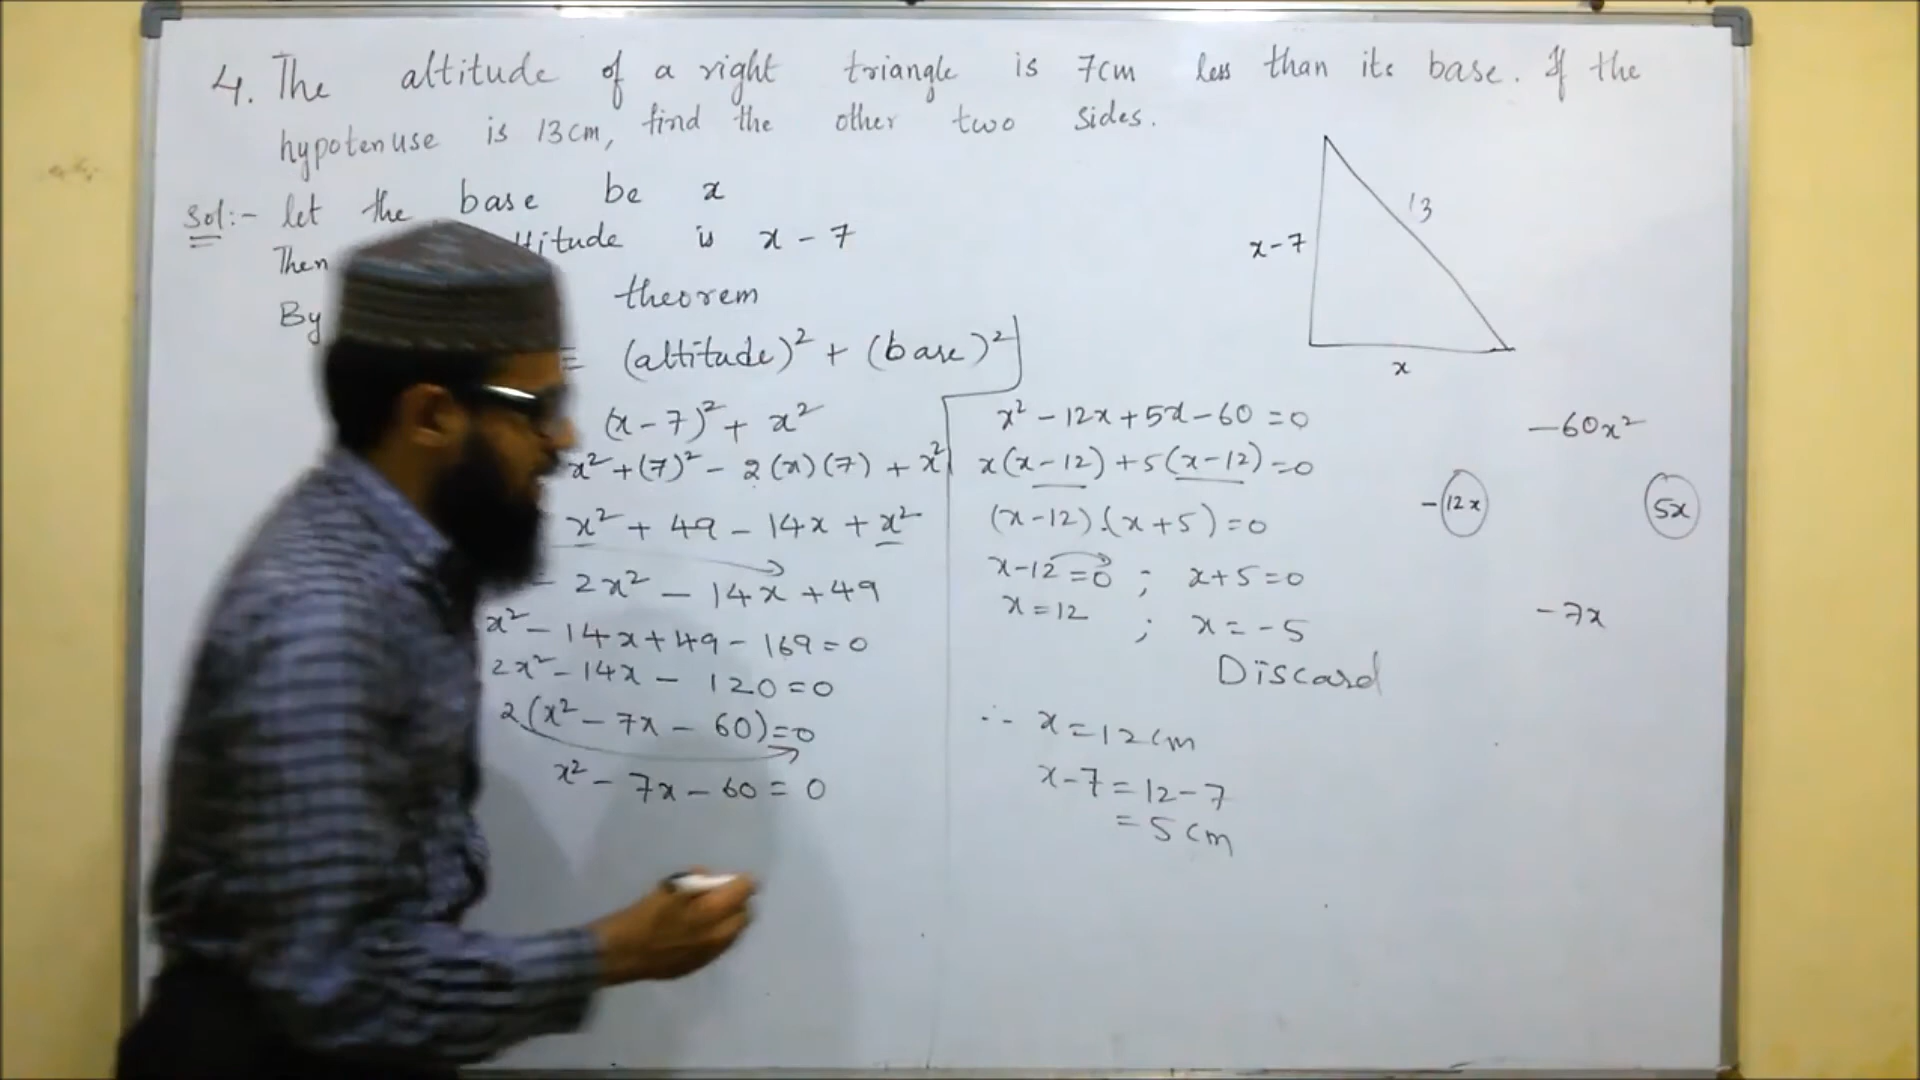 4. The altitude of a right triangle is 7cm less than its base. If the
hypotenuse is 13cm, find the other two sides.
Sol:- let the base be x
Then is x - 7
By theorem
= (altitude)² + (base)²
(x - 7)² + x²
x² + (7)² - 2(x)(7) + x²
x² + 49 - 14x + x²
= 2x² - 14x + 49
x² - 14x + 49 - 169 = 0
2x² - 14x - 120 = 0
2(x² - 7x - 60) = 0
x² - 7x - 60 = 0
x² - 12x + 5x - 60 = 0
x(x - 12) + 5(x - 12) = 0
(x - 12).(x + 5) = 0
x - 12 = 0 ; x + 5 = 0
x = 12 ; x = -5
Discard
∴ x = 12 cm
x - 7 = 12 - 7
= 5 cm
x - 7
13
x
-60x²
-12x 5x
-7x